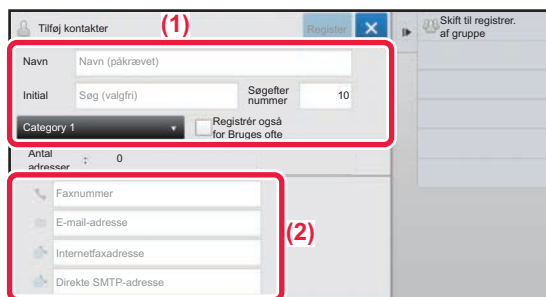 Tilføj kontakter
(1)
Register
Skift til registrer.
af gruppe
Navn
Navn (påkrævet)
Initial
Søg (valgfri)
Søgefter
nummer
10
Category 1
Registrér også
for Bruges ofte
Antal
adresser
:
0
Faxnummer
E-mail-adresse
(2)
Internetfaxadresse
Direkte SMTP-adresse